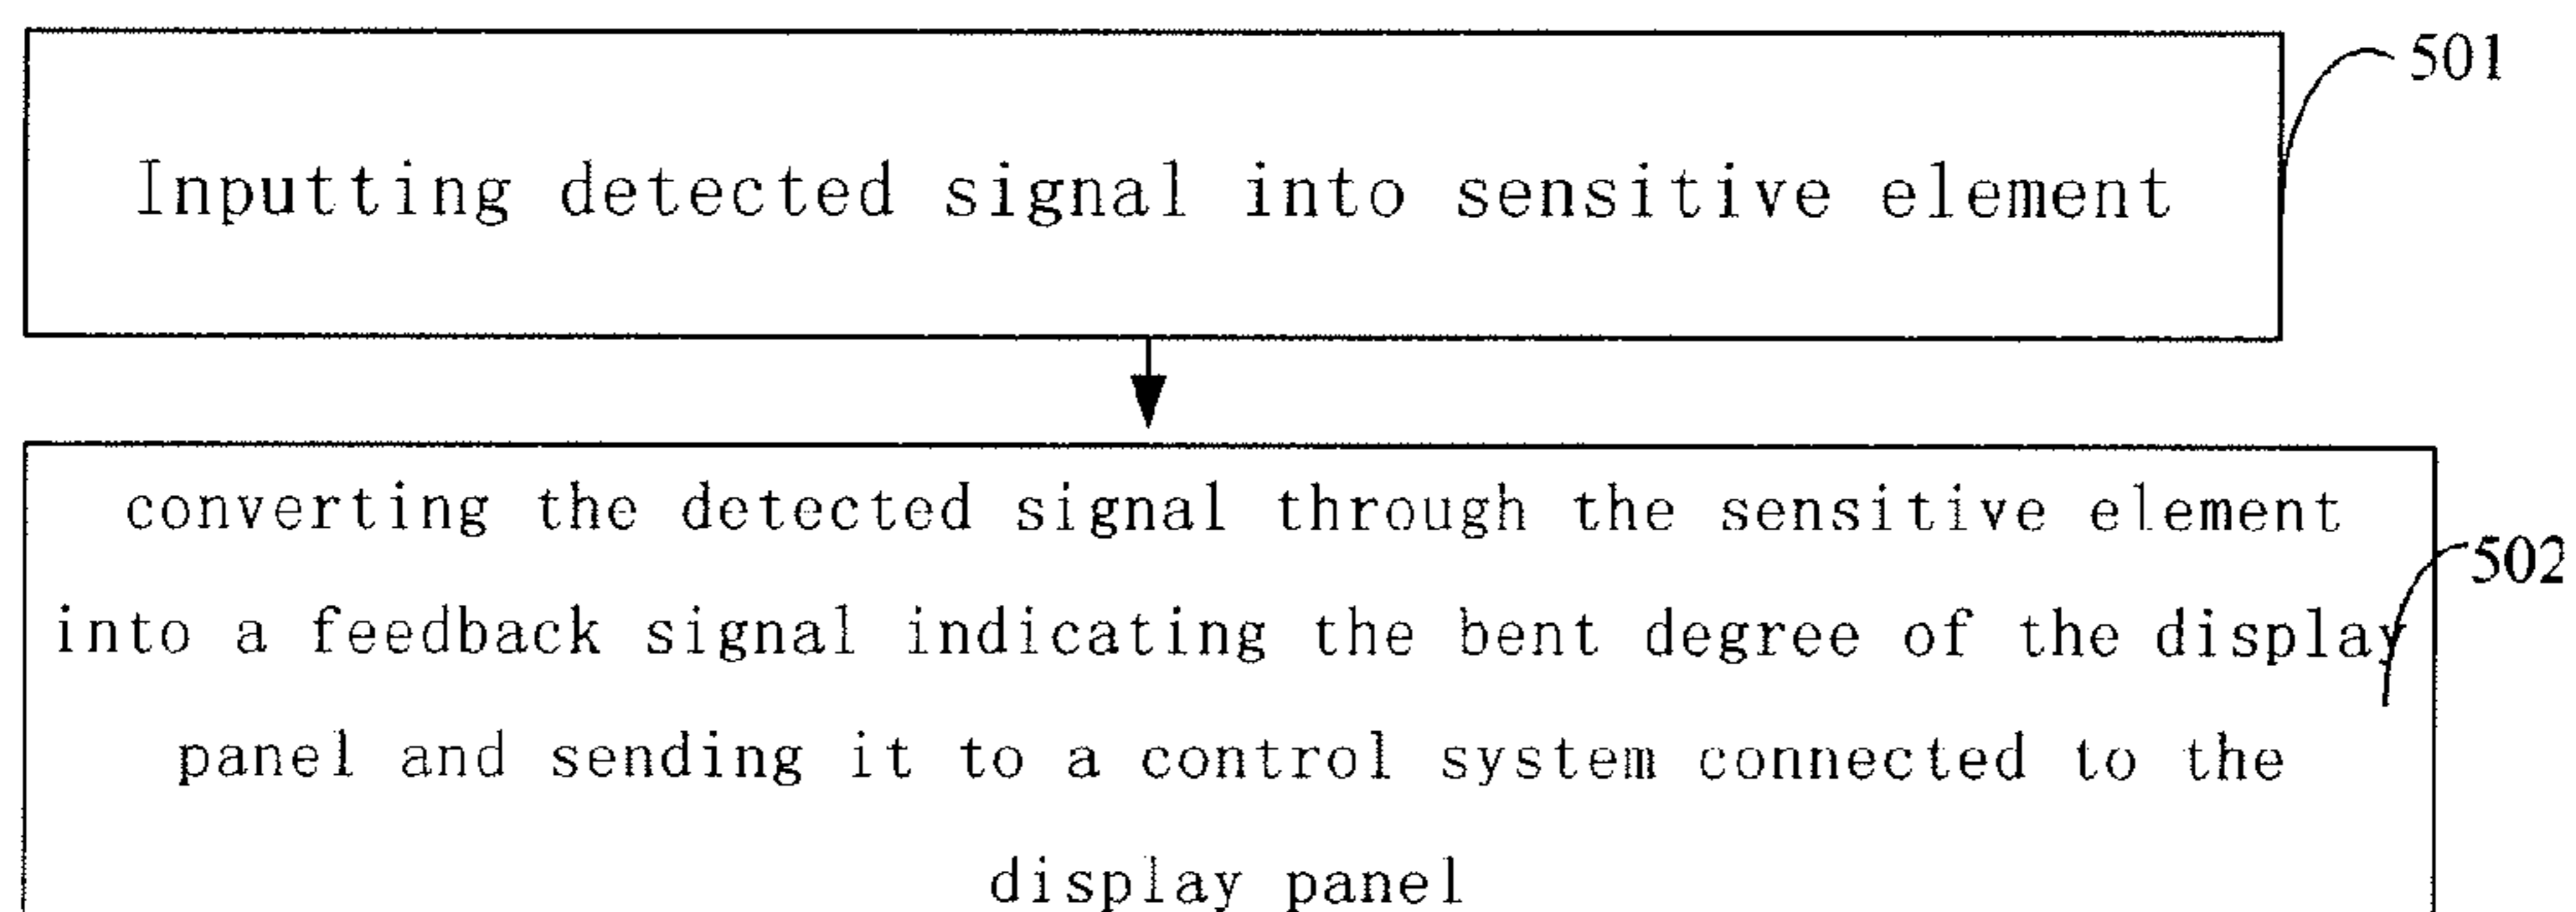 501
Inputting detected signal into sensitive element
converting the detected signal through the sensitive element
502
into a feedback signal indicating the bent degree of the display
panel and sending it to a control system connected to the
display panel